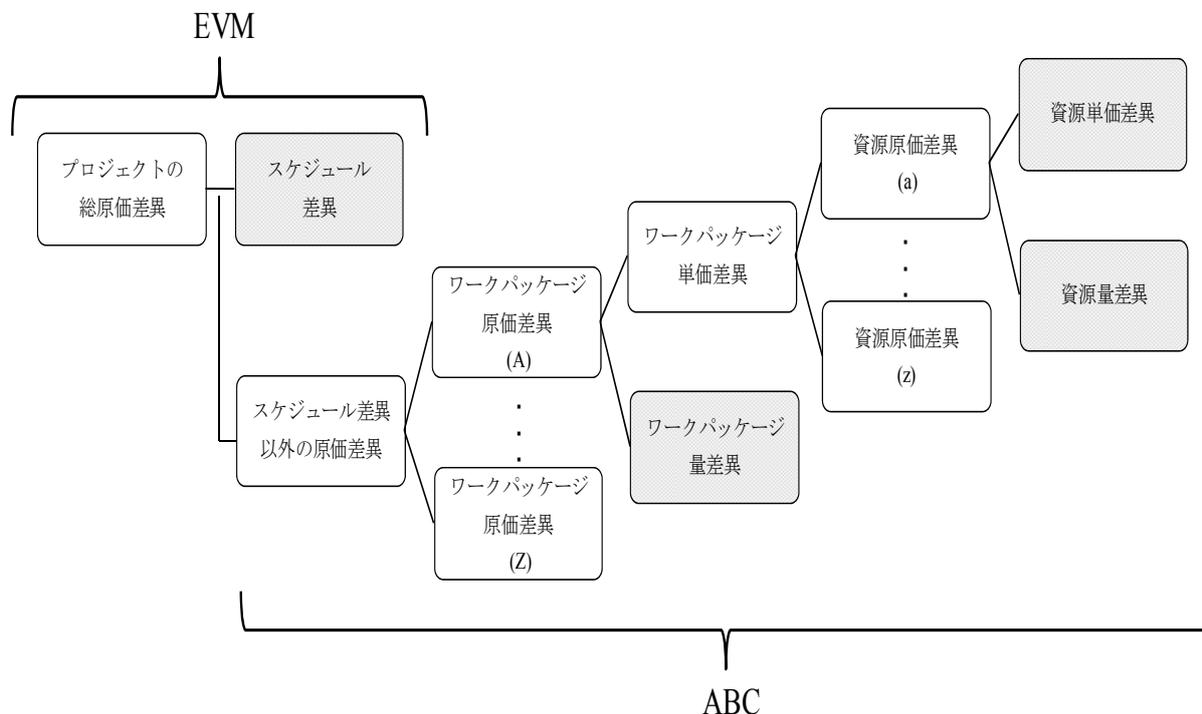 EVM
プロジェクトの
総原価差異
スケジュール
差異
スケジュール差異
以外の原価差異
ワークパッケージ
原価差異
(A)
・
・
・
ワークパッケージ
原価差異
(Z)
ワークパッケージ
単価差異
ワークパッケージ
量差異
資源原価差異
(a)
・
・
・
資源原価差異
(z)
資源単価差異
資源量差異
ABC